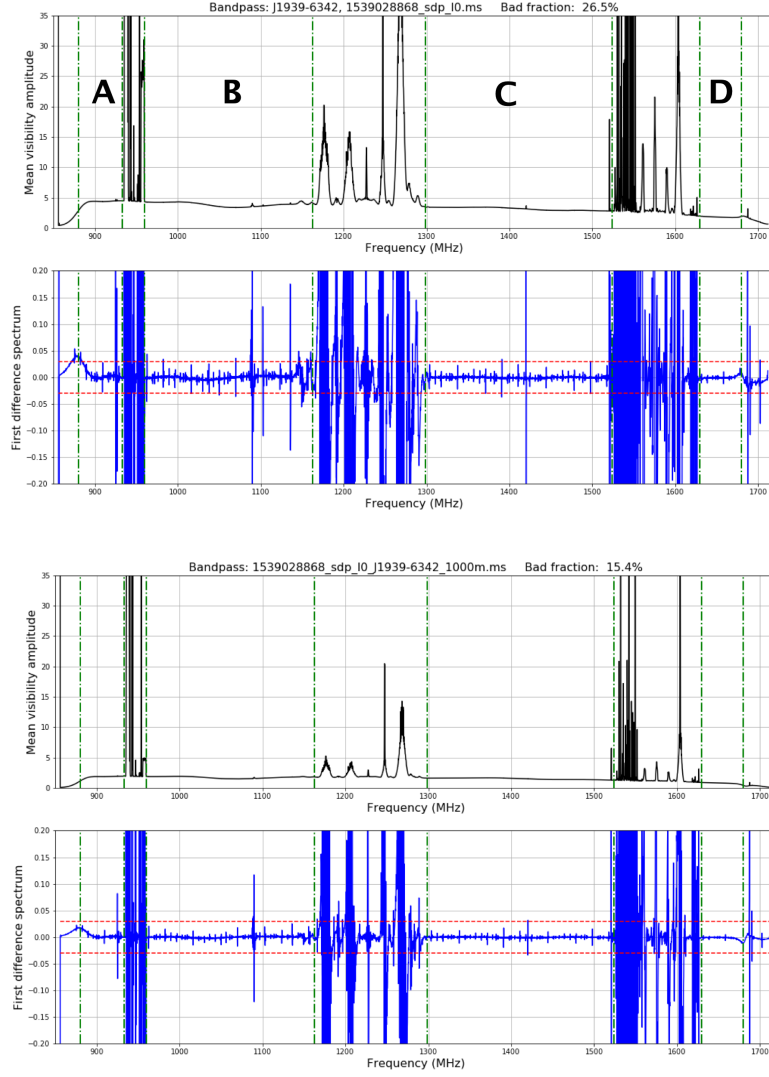 Bandpass: J1939-6342, 1539028868_sdp_l0.ms Bad fraction: 26.5%
35
30
25
20
15
10
5
0
Mean visibility amplitude
A B C D
900 1000 1100 1200 1300 1400 1500 1600 1700
Frequency (MHz)
0.20
0.15
0.10
0.05
0.00
−0.05
−0.10
−0.15
−0.20
First difference spectrum
900 1000 1100 1200 1300 1400 1500 1600 1700
Frequency (MHz)
Bandpass: 1539028868_sdp_l0_J1939-6342_1000m.ms Bad fraction: 15.4%
35
30
25
20
15
10
5
0
Mean visibility amplitude
900 1000 1100 1200 1300 1400 1500 1600 1700
Frequency (MHz)
0.20
0.15
0.10
0.05
0.00
−0.05
−0.10
−0.15
−0.20
First difference spectrum
900 1000 1100 1200 1300 1400 1500 1600 1700
Frequency (MHz)